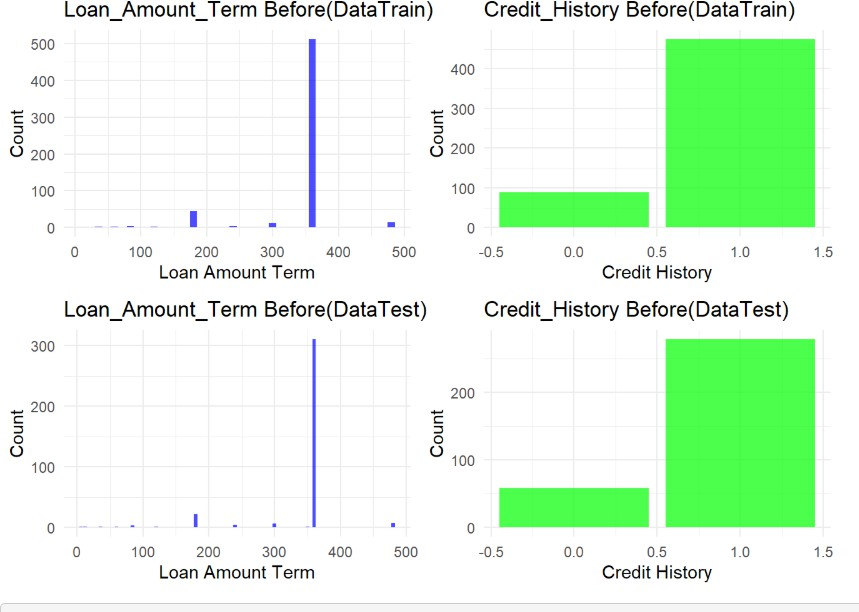 Loan_Amount_Term Before(DataTrain)
Count
500
400
300
200
100
0
0 100 200 300 400 500
Loan Amount Term
Credit_History Before(DataTrain)
Count
400
300
200
100
0
-0.5 0.0 0.5 1.0 1.5
Credit History
Loan_Amount_Term Before(DataTest)
Count
300
200
100
0
0 100 200 300 400 500
Loan Amount Term
Credit_History Before(DataTest)
Count
200
100
0
-0.5 0.0 0.5 1.0 1.5
Credit History